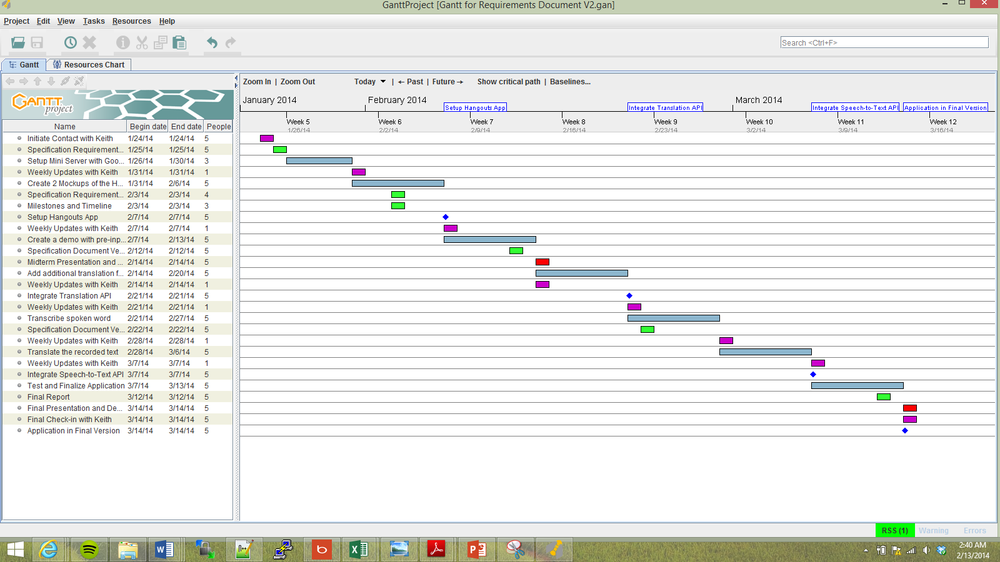 GanttProject [Gantt for Requirements Document V2.gan]
Project Edit View Tasks Resources Help
Search <Ctrl+F>
Gantt Resources Chart
Zoom In | Zoom Out Today | ← Past | Future → Show critical path | Baselines...
GANTT project
January 2014 February 2014 March 2014
Setup Hangouts App Integrate Translation API Integrate Speech-to-Text API Application in Final Version
Week 5 Week 6 Week 7 Week 8 Week 9 Week 10 Week 11 Week 12
1/26/14 2/2/14 2/9/14 2/16/14 2/23/14 3/2/14 3/9/14 3/16/14
Name Begin date End date People
Initiate Contact with Keith 1/24/14 1/24/14 5
Specification Requirement... 1/25/14 1/25/14 5
Setup Mini Server with Goo... 1/26/14 1/30/14 3
Weekly Updates with Keith 1/31/14 1/31/14 1
Create 2 Mockups of the H... 1/31/14 2/6/14 5
Specification Requirement... 2/3/14 2/3/14 4
Milestones and Timeline 2/3/14 2/3/14 3
Setup Hangouts App 2/7/14 2/7/14 5
Weekly Updates with Keith 2/7/14 2/7/14 1
Create a demo with pre-inp... 2/7/14 2/13/14 5
Specification Document Ve... 2/12/14 2/12/14 5
Midterm Presentation and ... 2/14/14 2/14/14 5
Add additional translation f... 2/14/14 2/20/14 5
Weekly Updates with Keith 2/14/14 2/14/14 1
Integrate Translation API 2/21/14 2/21/14 5
Weekly Updates with Keith 2/21/14 2/21/14 1
Transcribe spoken word 2/21/14 2/27/14 5
Specification Document Ve... 2/22/14 2/22/14 5
Weekly Updates with Keith 2/28/14 2/28/14 1
Translate the recorded text 2/28/14 3/6/14 5
Weekly Updates with Keith 3/7/14 3/7/14 1
Integrate Speech-to-Text API 3/7/14 3/7/14 5
Test and Finalize Application 3/7/14 3/13/14 5
Final Report 3/12/14 3/12/14 5
Final Presentation and De... 3/14/14 3/14/14 5
Final Check-in with Keith 3/14/14 3/14/14 5
Application in Final Version 3/14/14 3/14/14 5
RSS (1) Warning Errors
2:40 AM
2/13/2014